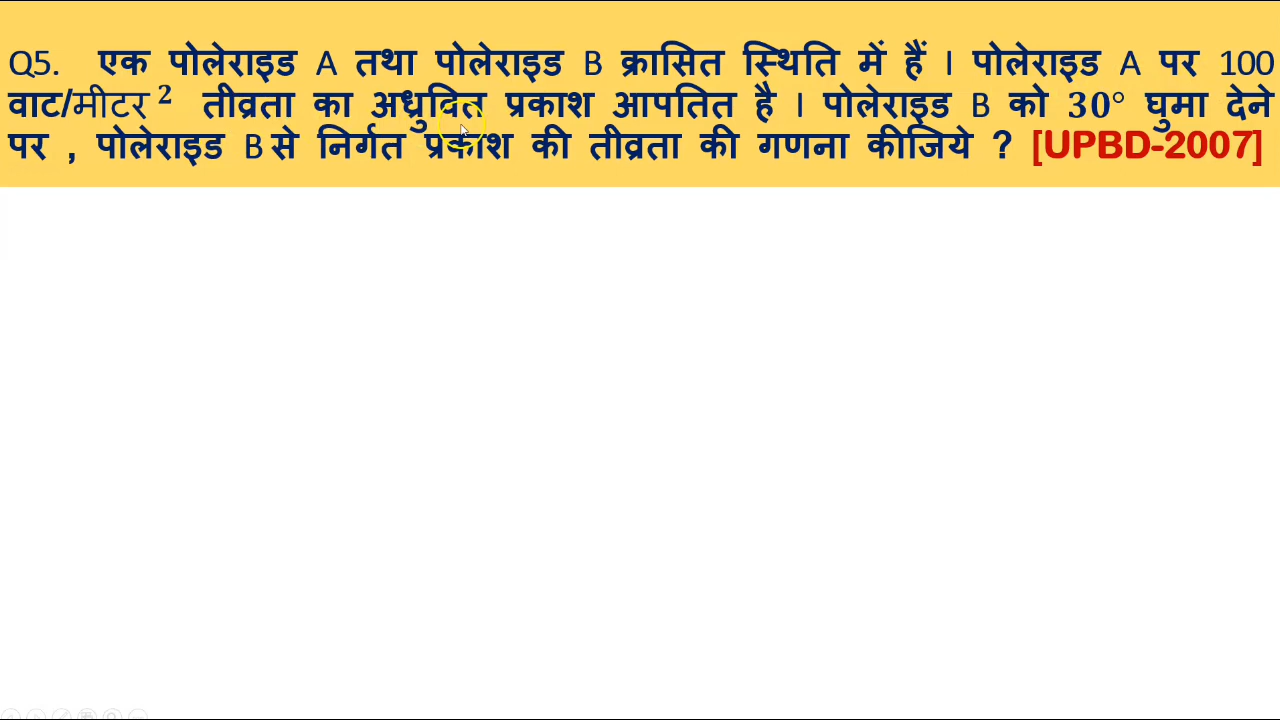 Q5. एक पोलेराइड A तथा पोलेराइड B क्रासित स्थिति में हैं I पोलेराइड A पर 100
वाट/मीटर² तीव्रता का अध्रुवित प्रकाश आपतित है I पोलेराइड B को 30° घुमा देने
पर , पोलेराइड B से निर्गत प्रकाश की तीव्रता की गणना कीजिये ? [UPBD-2007]